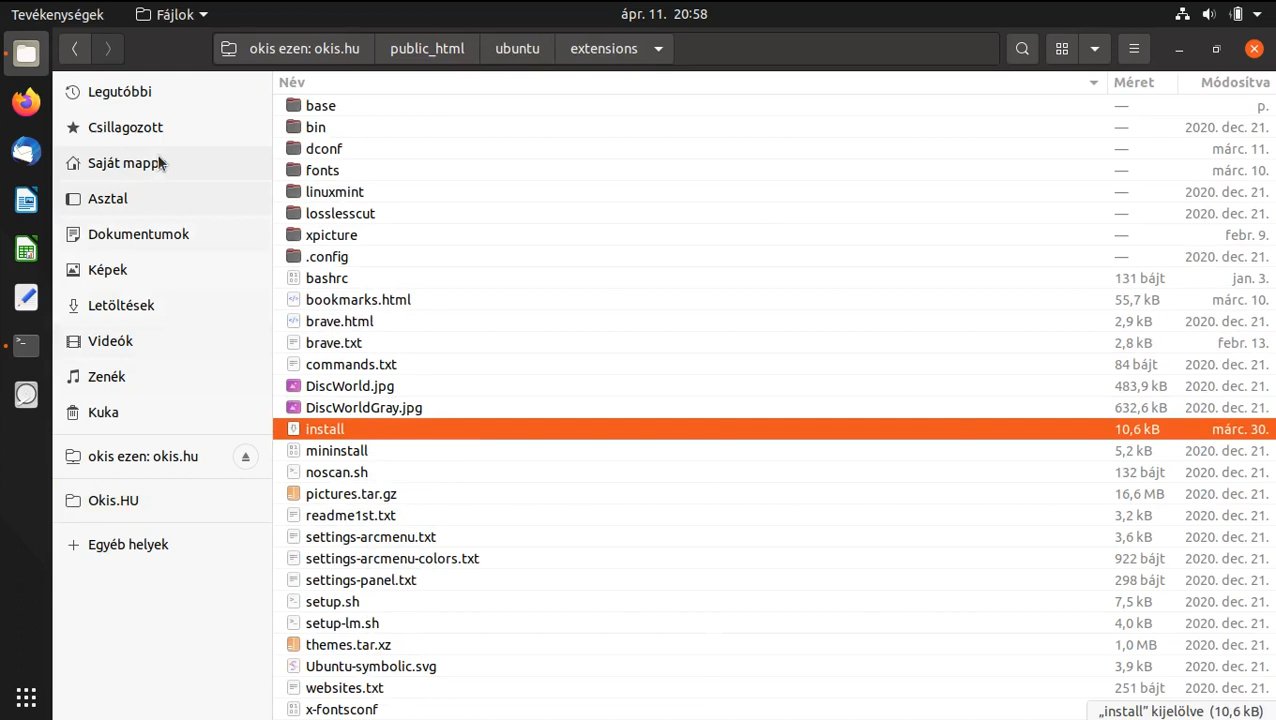 Tevékenységek Fájlok ápr. 11. 20:58
okis ezen: okis.hu public_html ubuntu extensions
Legutóbbi
Csillagozott
Saját mapp
Asztal
Dokumentumok
Képek
Letöltések
Videók
Zenék
Kuka
okis ezen: okis.hu
Okis.HU
Egyéb helyek
Név Méret Módosítva
base — p.
bin — 2020. dec. 21.
dconf — márc. 11.
fonts — márc. 10.
linuxmint — 2020. dec. 21.
losslesscut — 2020. dec. 21.
xpicture — febr. 9.
.config — 2020. dec. 21.
bashrc 131 bájt jan. 3.
bookmarks.html 55,7 kB márc. 10.
brave.html 2,9 kB 2020. dec. 21.
brave.txt 2,8 kB febr. 13.
commands.txt 84 bájt 2020. dec. 21.
DiscWorld.jpg 483,9 kB 2020. dec. 21.
DiscWorldGray.jpg 632,6 kB 2020. dec. 21.
install 10,6 kB márc. 30.
mininstall 5,2 kB 2020. dec. 21.
noscan.sh 132 bájt 2020. dec. 21.
pictures.tar.gz 16,6 MB 2020. dec. 21.
readme1st.txt 3,2 kB 2020. dec. 21.
settings-arcmenu.txt 3,6 kB 2020. dec. 21.
settings-arcmenu-colors.txt 922 bájt 2020. dec. 21.
settings-panel.txt 298 bájt 2020. dec. 21.
setup.sh 7,5 kB 2020. dec. 21.
setup-lm.sh 4,0 kB 2020. dec. 21.
themes.tar.xz 1,0 MB 2020. dec. 21.
Ubuntu-symbolic.svg 3,9 kB 2020. dec. 21.
websites.txt 251 bájt 2020. dec. 21.
x-fontsconf
„install” kijelölve (10,6 kB)